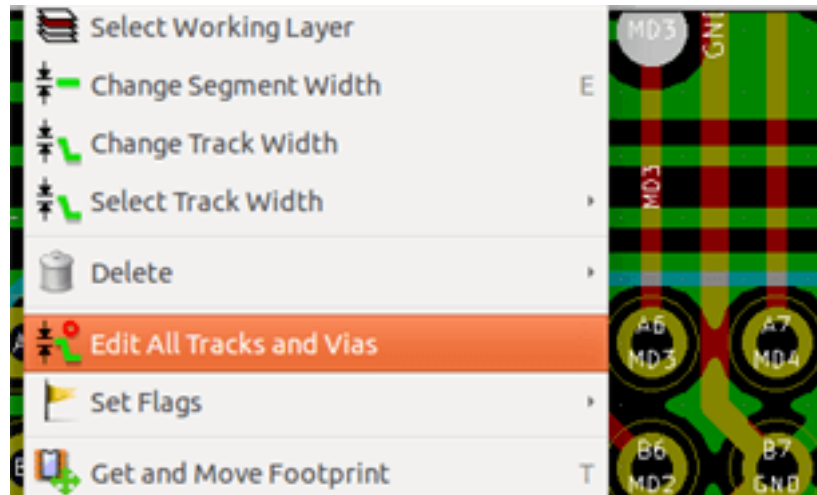 Select Working Layer
Change Segment Width E
Change Track Width
Select Track Width
Delete
Edit All Tracks and Vias
Set Flags
Get and Move Footprint T
MD3
GND
MD3
A6
MD3
A7
MD4
B6
MD2
B7
GND